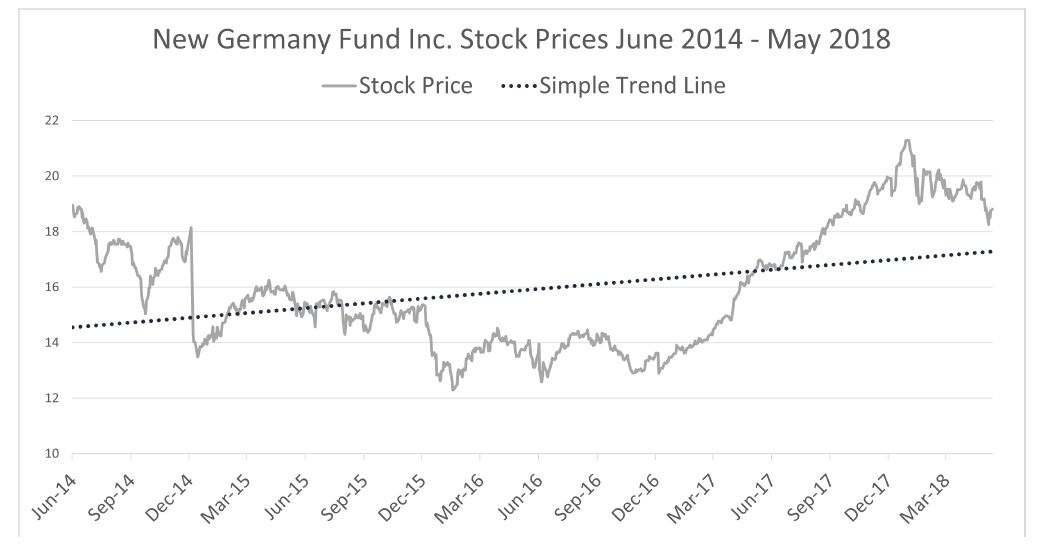 New Germany Fund Inc. Stock Prices June 2014 - May 2018
Stock Price Simple Trend Line
22
20
18
16
14
12
10
Jun-14 Sep-14 Dec-14 Mar-15 Jun-15 Sep-15 Dec-15 Mar-16 Jun-16 Sep-16 Dec-16 Mar-17 Jun-17 Sep-17 Dec-17 Mar-18